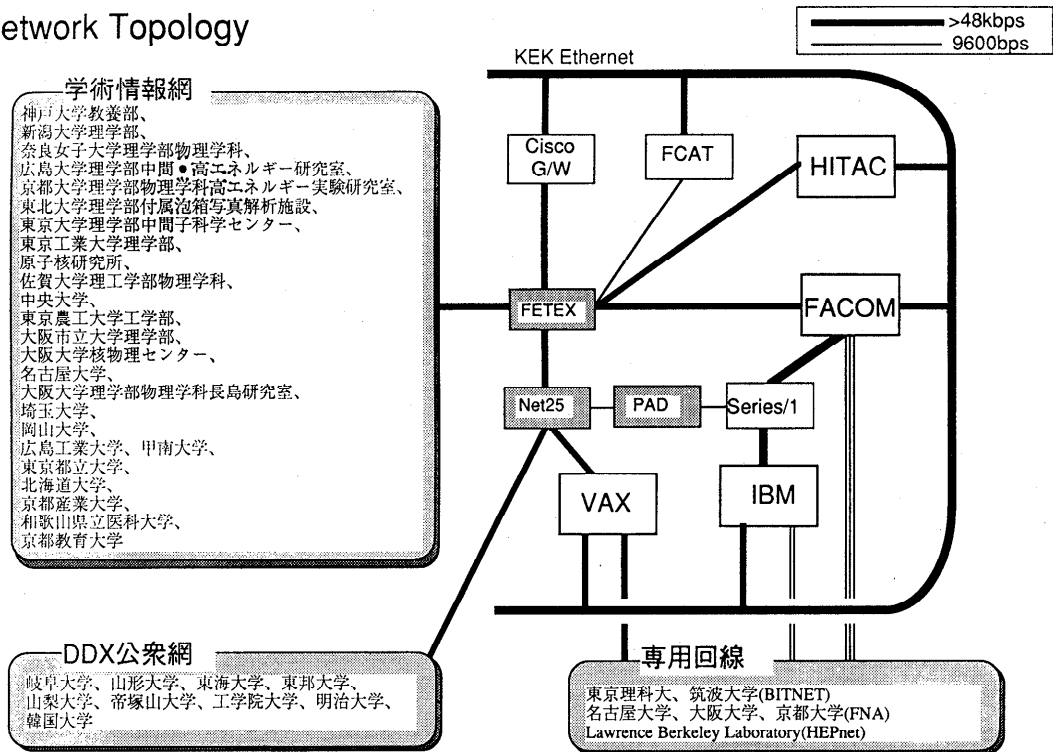 etwork Topology
>48kbps
9600bps
KEK Ethernet
学術情報網
神戸大学教養部、
新潟大学理学部、
奈良女子大学理学部物理学科、
広島大学理学部中間●高エネルギー研究室、
京都大学理学部物理学科高エネルギー実験研究室、
東北大学理学部付属泡箱写真解析施設、
東京大学理学部中間子科学センター、
東京工業大学理学部、
原子核研究所、
佐賀大学理工学部物理学科、
中央大学、
東京農工大学工学部、
大阪市立大学理学部、
大阪大学核物理センター、
名古屋大学、
大阪大学理学部物理学科長島研究室、
埼玉大学、
岡山大学、
広島工業大学、甲南大学、
東京都立大学、
北海道大学、
京都産業大学、
和歌山県立医科大学、
京都教育大学
Cisco
G/W
FCAT
HITAC
FETEX
FACOM
Net25
PAD
Series/1
VAX
IBM
DDX公衆網
岐阜大学、山形大学、東海大学、東邦大学、
山梨大学、帝塚山大学、工学院大学、明治大学、
韓国大学
専用回線
東京理科大、筑波大学(BITNET)
名古屋大学、大阪大学、京都大学(FNA)
Lawrence Berkeley Laboratory(HEPnet)